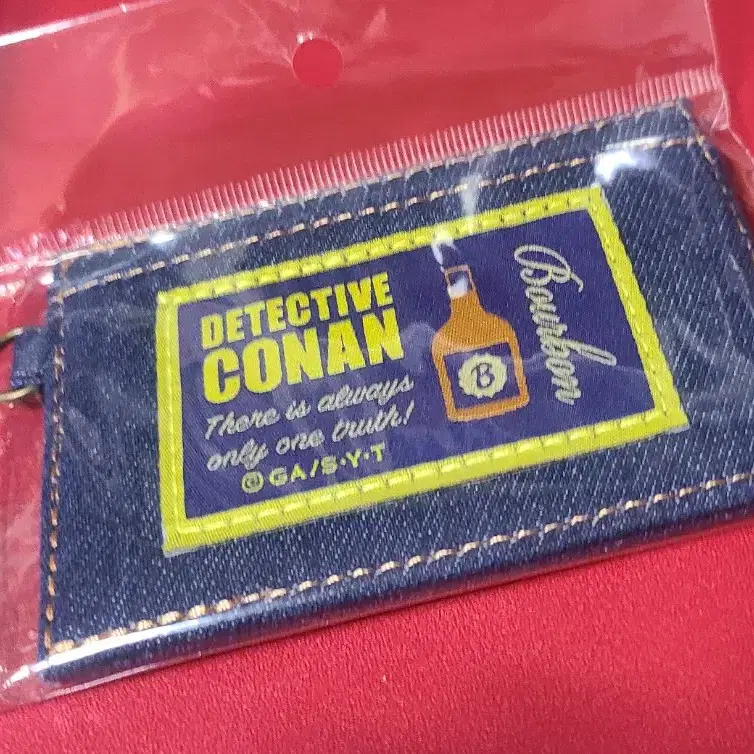 DETECTIVE
CONAN
There is always
only one truth!
©GA/S·Y·T
B
Bourbon